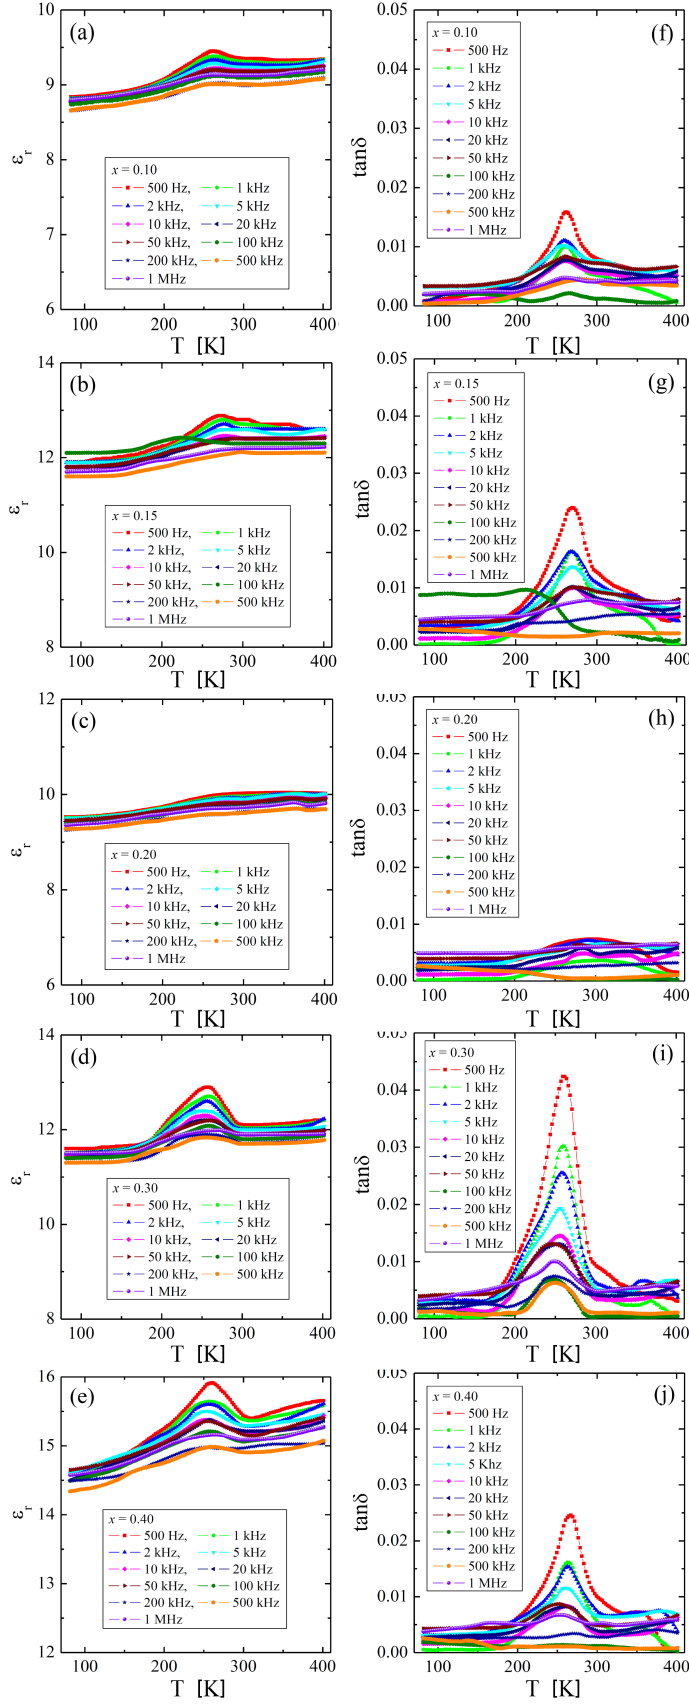 (a)
10
9
8
7
6
εr
x = 0.10
500 Hz, 1 kHz
2 kHz, 5 kHz
10 kHz, 20 kHz
50 kHz, 100 kHz
200 kHz, 500 kHz
1 MHz
100 200 300 400
T [K]
(f)
0.05
0.04
0.03
0.02
0.01
0.00
tanδ
x = 0.10
500 Hz
1 kHz
2 kHz
5 kHz
10 kHz
20 kHz
50 kHz
100 kHz
200 kHz
500 kHz
1 MHz
100 200 300 400
T [K]
(b)
14
12
10
8
εr
x = 0.15
500 Hz, 1 kHz
2 kHz, 5 kHz
10 kHz, 20 kHz
50 kHz, 100 kHz
200 kHz, 500 kHz
1 MHz
100 200 300 400
T [K]
(g)
0.05
0.04
0.03
0.02
0.01
0.00
tanδ
x = 0.15
500 Hz
1 kHz
2 kHz
5 kHz
10 kHz
20 kHz
50 kHz
100 kHz
200 kHz
500 kHz
1 MHz
100 200 300 400
T [K]
(c)
12
11
10
9
8
7
6
εr
x = 0.20
500 Hz, 1 kHz
2 kHz, 5 kHz
10 kHz, 20 kHz
50 kHz, 100 kHz
200 kHz, 500 kHz
1 MHz
100 200 300 400
T [K]
(h)
0.05
0.04
0.03
0.02
0.01
0.00
tanδ
x = 0.20
500 Hz
1 kHz
2 kHz
5 kHz
10 kHz
20 kHz
50 kHz
100 kHz
200 kHz
500 kHz
1 MHz
100 200 300 400
T [K]
(d)
14
13
12
11
10
9
8
εr
x = 0.30
500 Hz, 1 kHz
2 kHz, 5 kHz
10 kHz, 20 kHz
50 kHz, 100 kHz
200 kHz, 500 kHz
1 MHz
100 200 300 400
T [K]
(i)
0.05
0.04
0.03
0.02
0.01
0.00
tanδ
x = 0.30
500 Hz
1 kHz
2 kHz
5 kHz
10 kHz
20 kHz
50 kHz
100 kHz
200 kHz
500 kHz
1 MHz
100 200 300 400
T [K]
(e)
16
15
14
13
12
εr
x = 0.40
500 Hz, 1 kHz
2 kHz, 5 kHz
10 kHz, 20 kHz
50 kHz, 100 kHz
200 kHz, 500 kHz
1 MHz
100 200 300 400
T [K]
(j)
0.05
0.04
0.03
0.02
0.01
0.00
tanδ
x = 0.40
500 Hz
1 kHz
2 kHz
5 Khz
10 kHz
20 kHz
50 kHz
100 kHz
200 kHz
500 kHz
1 MHz
100 200 300 400
T [K]